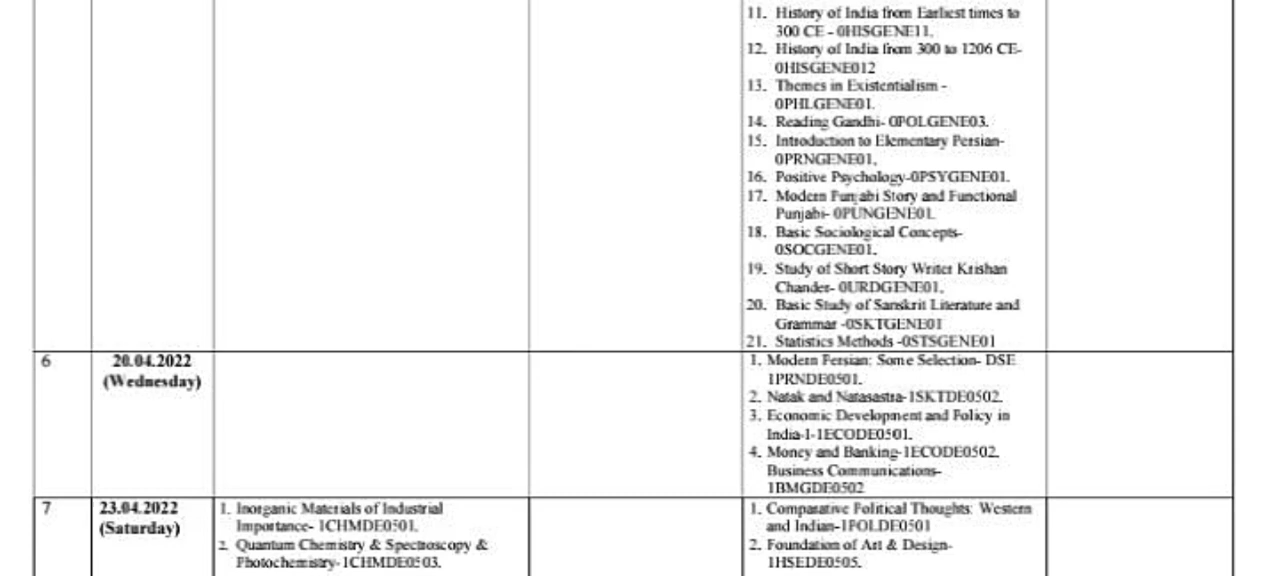 11. History of India from Earliest times to
300 CE - 0HISGENE11.
12. History of India from 300 to 1206 CE-
0HISGENE012
13. Themes in Existentialism -
0PHLGENE01.
14. Reading Gandhi- 0POLGENE03.
15. Introduction to Elementary Persian-
0PRNGENE01.
16. Positive Psychology-0PSYGENE01.
17. Modern Punjabi Story and Functional
Punjabi- 0PUNGENE01.
18. Basic Sociological Concepts-
0SOCGENE01.
19. Study of Short Story Writer Krishan
Chander- 0URDGENE01.
20. Basic Study of Sanskrit Literature and
Grammar -0SKTGENE01
21. Statistics Methods -0STSGENE01
6
20.04.2022
(Wednesday)
1. Modern Persian: Some Selection- DSE
1PRNDE0501.
2. Natak and Natasastra-1SKTDE0502.
3. Economic Development and Policy in
India-I-1ECODE0501.
4. Money and Banking-1ECODE0502.
Business Communications-
1BMGDE0502
7
23.04.2022
(Saturday)
1. Inorganic Materials of Industrial
Importance- 1CHMDE0501.
2. Quantum Chemistry & Spectroscopy &
Photochemistry-1CHMDE0503.
1. Comparative Political Thoughts: Western
and Indian-1POLDE0501
2. Foundation of Art & Design-
1HSEDE0505.